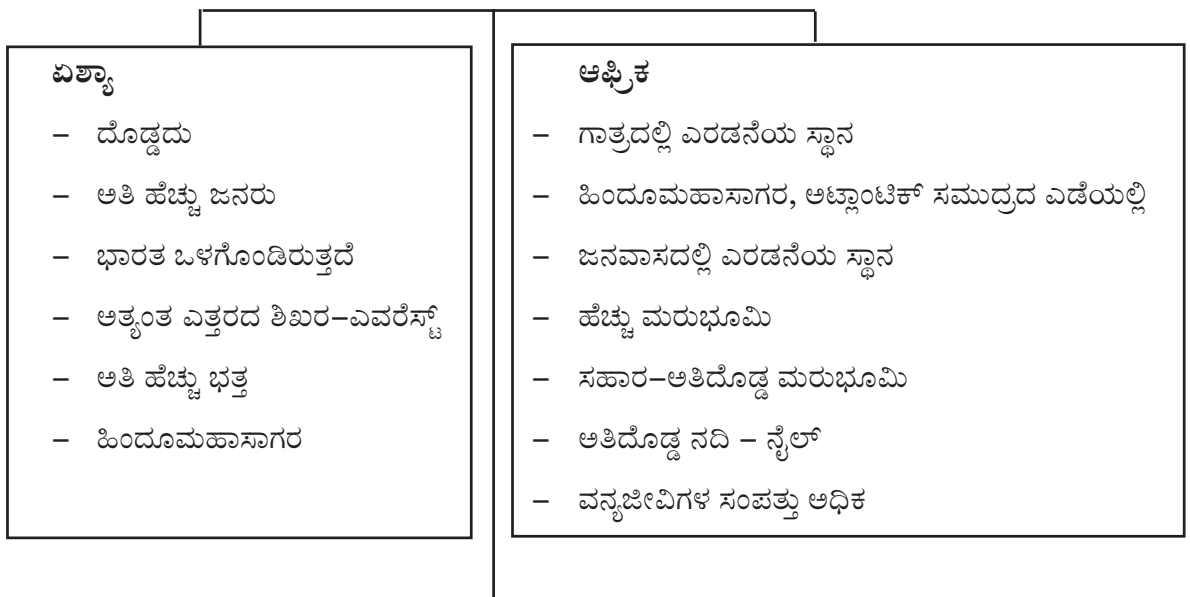 ಏಶ್ಯಾ
– ದೊಡ್ಡದು
– ಅತಿ ಹೆಚ್ಚು ಜನರು
– ಭಾರತ ಒಳಗೊಂಡಿರುತ್ತದೆ
– ಅತ್ಯಂತ ಎತ್ತರದ ಶಿಖರ–ಎವರೆಸ್ಟ್
– ಅತಿ ಹೆಚ್ಚು ಭತ್ತ
– ಹಿಂದೂಮಹಾಸಾಗರ
ಆಫ್ರಿಕ
– ಗಾತ್ರದಲ್ಲಿ ಎರಡನೆಯ ಸ್ಥಾನ
– ಹಿಂದೂಮಹಾಸಾಗರ, ಅಟ್ಲಾಂಟಿಕ್ ಸಮುದ್ರದ ಎಡೆಯಲ್ಲಿ
– ಜನವಾಸದಲ್ಲಿ ಎರಡನೆಯ ಸ್ಥಾನ
– ಹೆಚ್ಚು ಮರುಭೂಮಿ
– ಸಹಾರ–ಅತಿದೊಡ್ಡ ಮರುಭೂಮಿ
– ಅತಿದೊಡ್ಡ ನದಿ – ನೈಲ್
– ವನ್ಯಜೀವಿಗಳ ಸಂಪತ್ತು ಅಧಿಕ